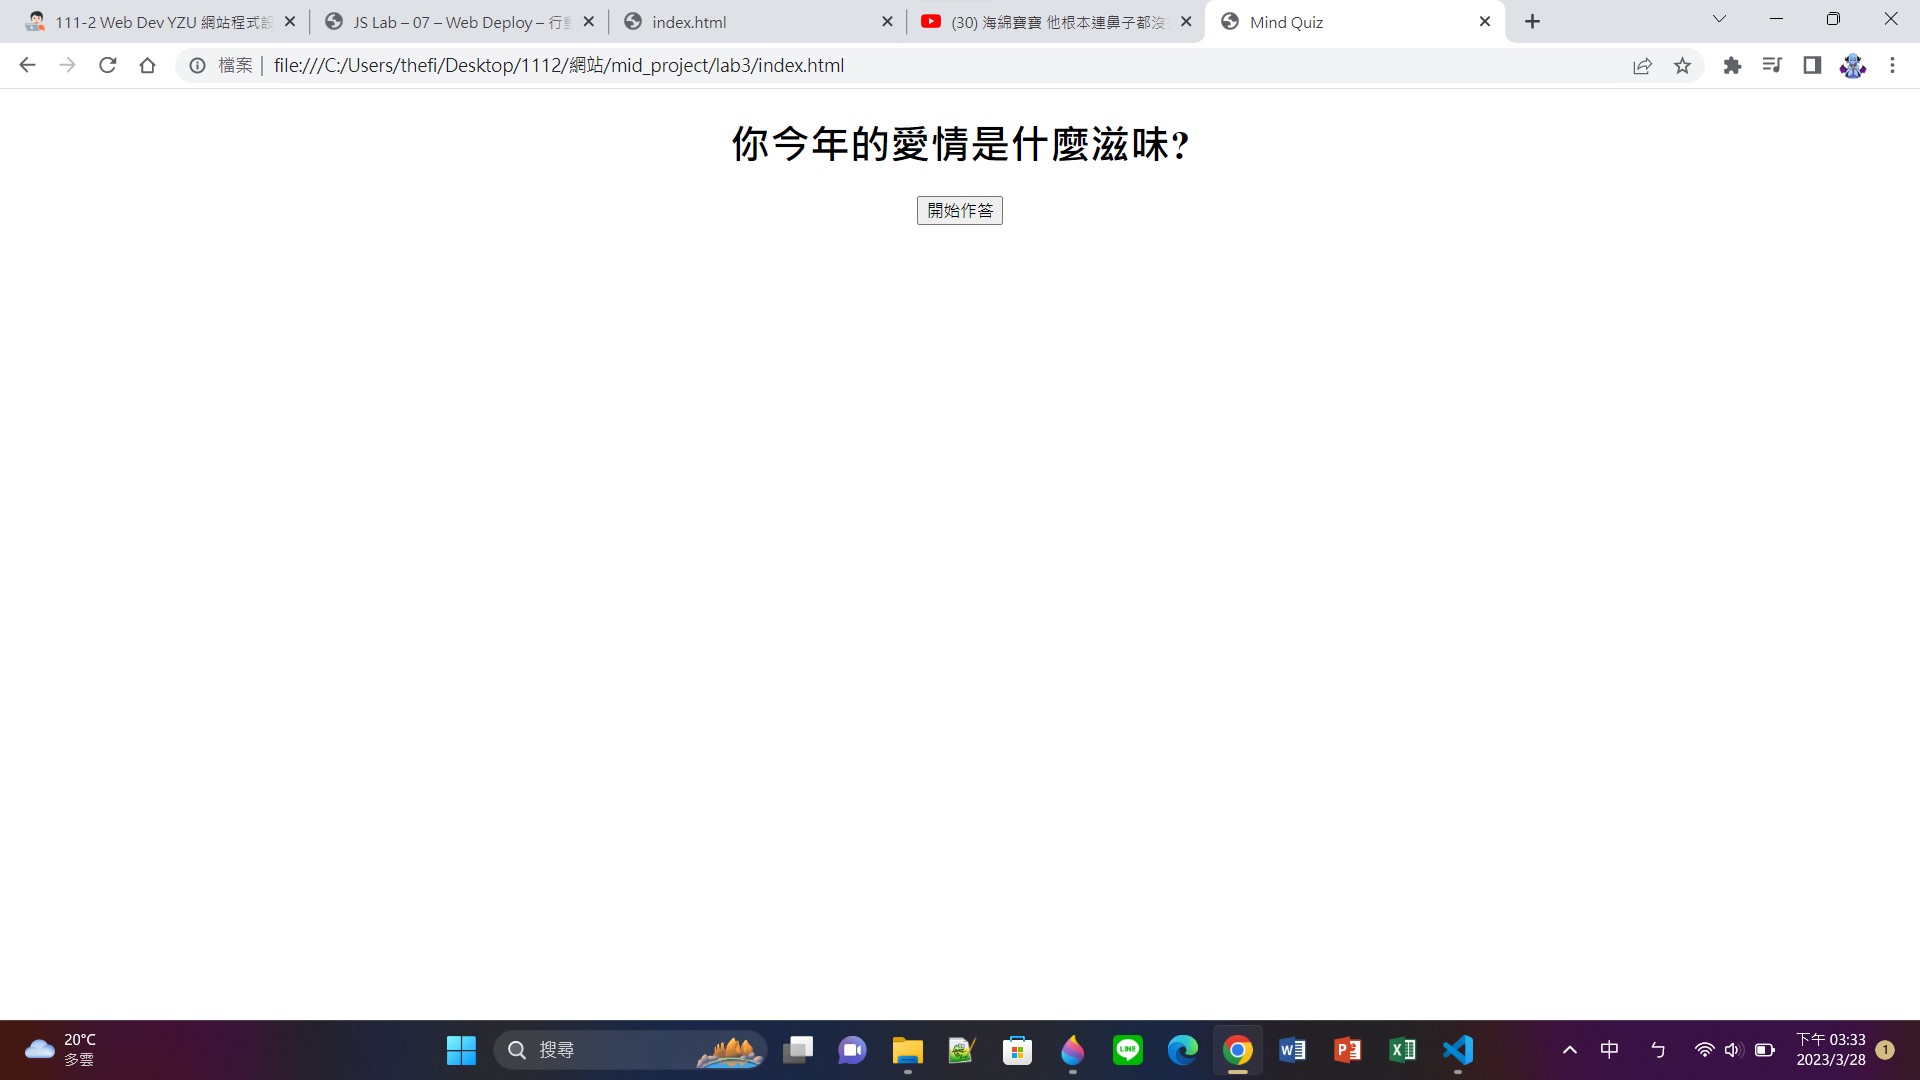 111-2 Web Dev YZU 網站程式設
JS Lab – 07 – Web Deploy – 行動
index.html
(30) 海綿寶寶 他根本連鼻子都沒
Mind Quiz
檔案 file:///C:/Users/thefi/Desktop/1112/網站/mid_project/lab3/index.html
你今年的愛情是什麼滋味?
開始作答
20°C
多雲
搜尋
LINE
中
ㄣ
下午 03:33
2023/3/28
1